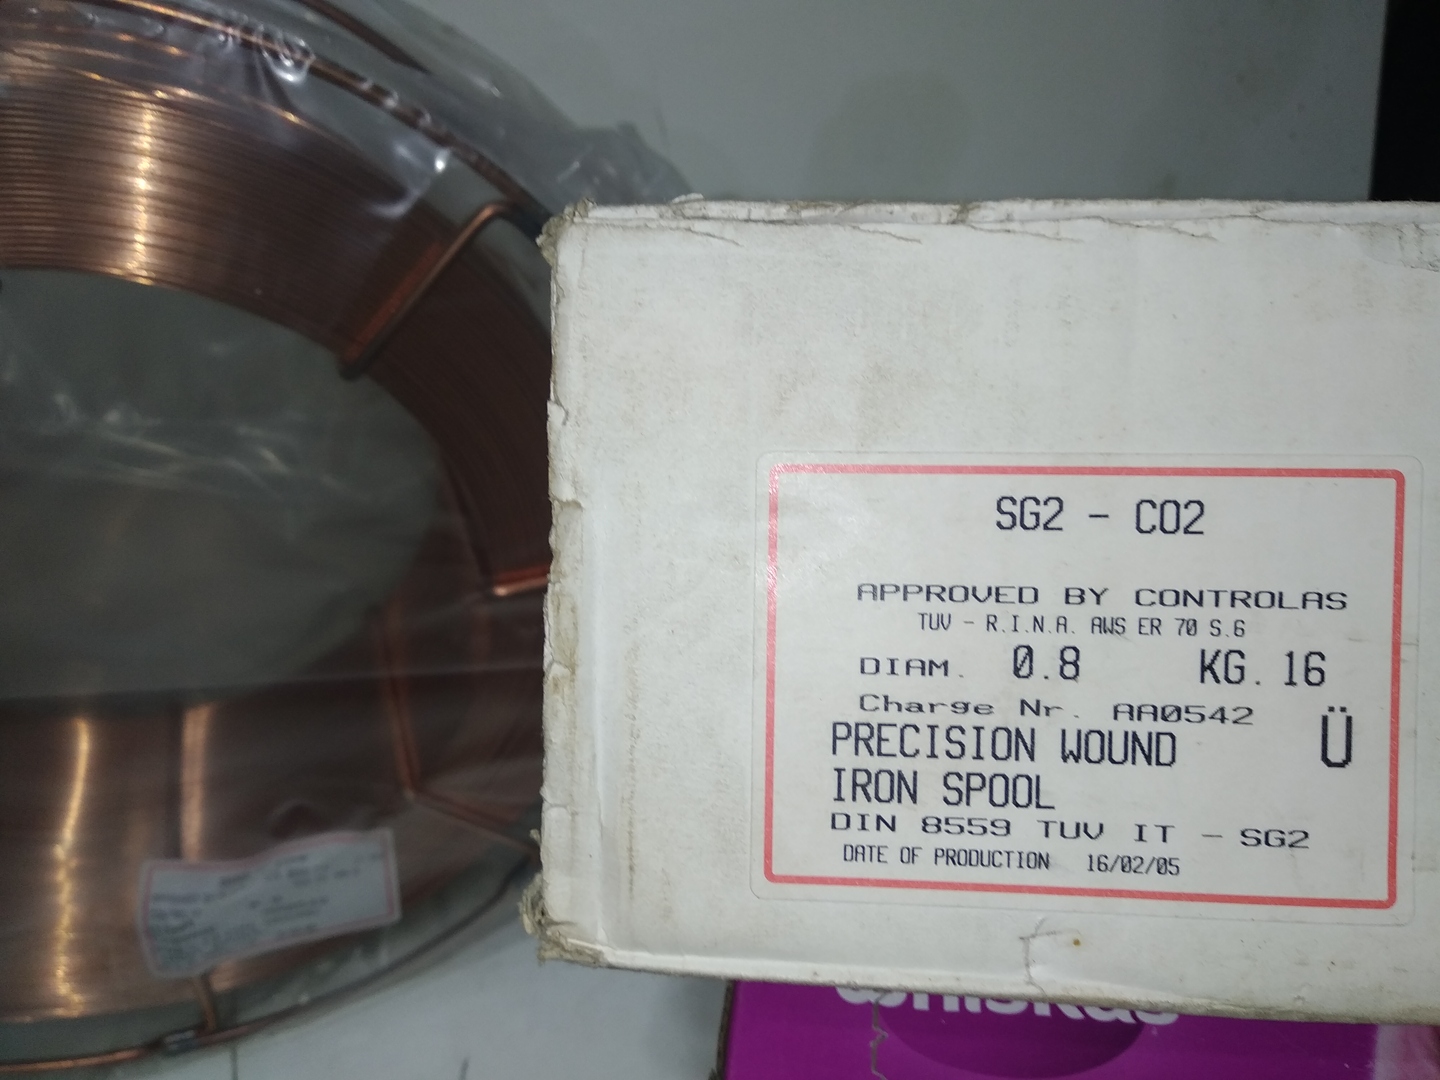 SG2 - CO2
APPROVED BY CONTROLAS
TUV - R.I.N.A. AWS ER 70 S.6
DIAM. 0.8 KG. 16
Charge Nr. AA0542
PRECISION WOUND Ü
IRON SPOOL
DIN 8559 TUV IT - SG2
DATE OF PRODUCTION 16/02/05
whiskas